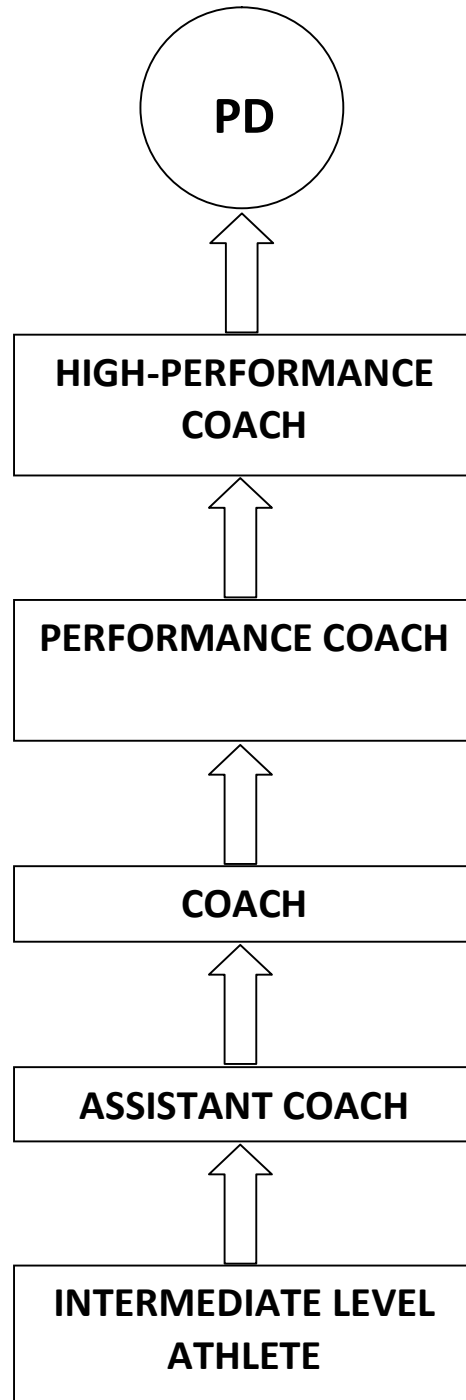 PD
HIGH-PERFORMANCE
COACH
PERFORMANCE COACH
COACH
ASSISTANT COACH
INTERMEDIATE LEVEL
ATHLETE